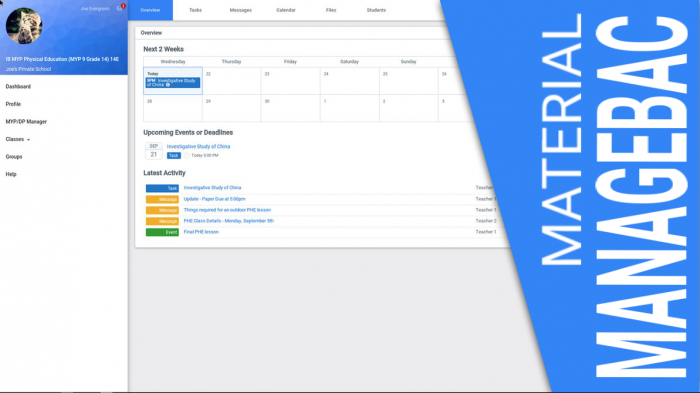 Joe Evergreen
IB MYP Physical Education (MYP 9 Grade 14) 14E
Joe's Private School
Dashboard
Profile
MYP/DP Manager
Classes
Groups
Help
Overview
Tasks
Messages
Calendar
Files
Students
Overview
Next 2 Weeks
Wednesday Thursday Friday Saturday Sunday
Today 22 23 24 25 26
5PM Investigative Study
of China
28 29 30 1 2 3
Upcoming Events or Deadlines
SEP
21
Investigative Study of China
Task Today 5:00 PM
Latest Activity
Task Investigative Study of China Teacher
Message Update - Paper Due at 5:00pm Teacher 1
Message Things required for an outdoor PHE lesson Teacher 1
Message PHE Class Details - Monday, September 5th Teacher 2
Event Final PHE lesson Teacher 1
MATERIAL
MANAGEBAC